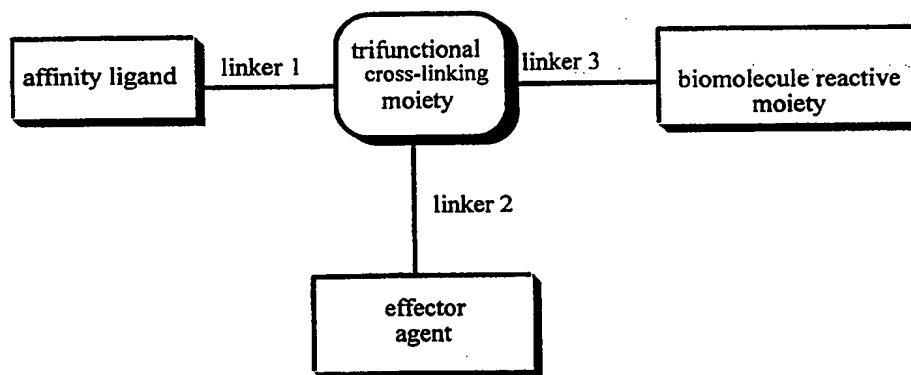 affinity ligand
linker 1
trifunctional
cross-linking
moiety
linker 3
biomolecule reactive
moiety
linker 2
effector
agent